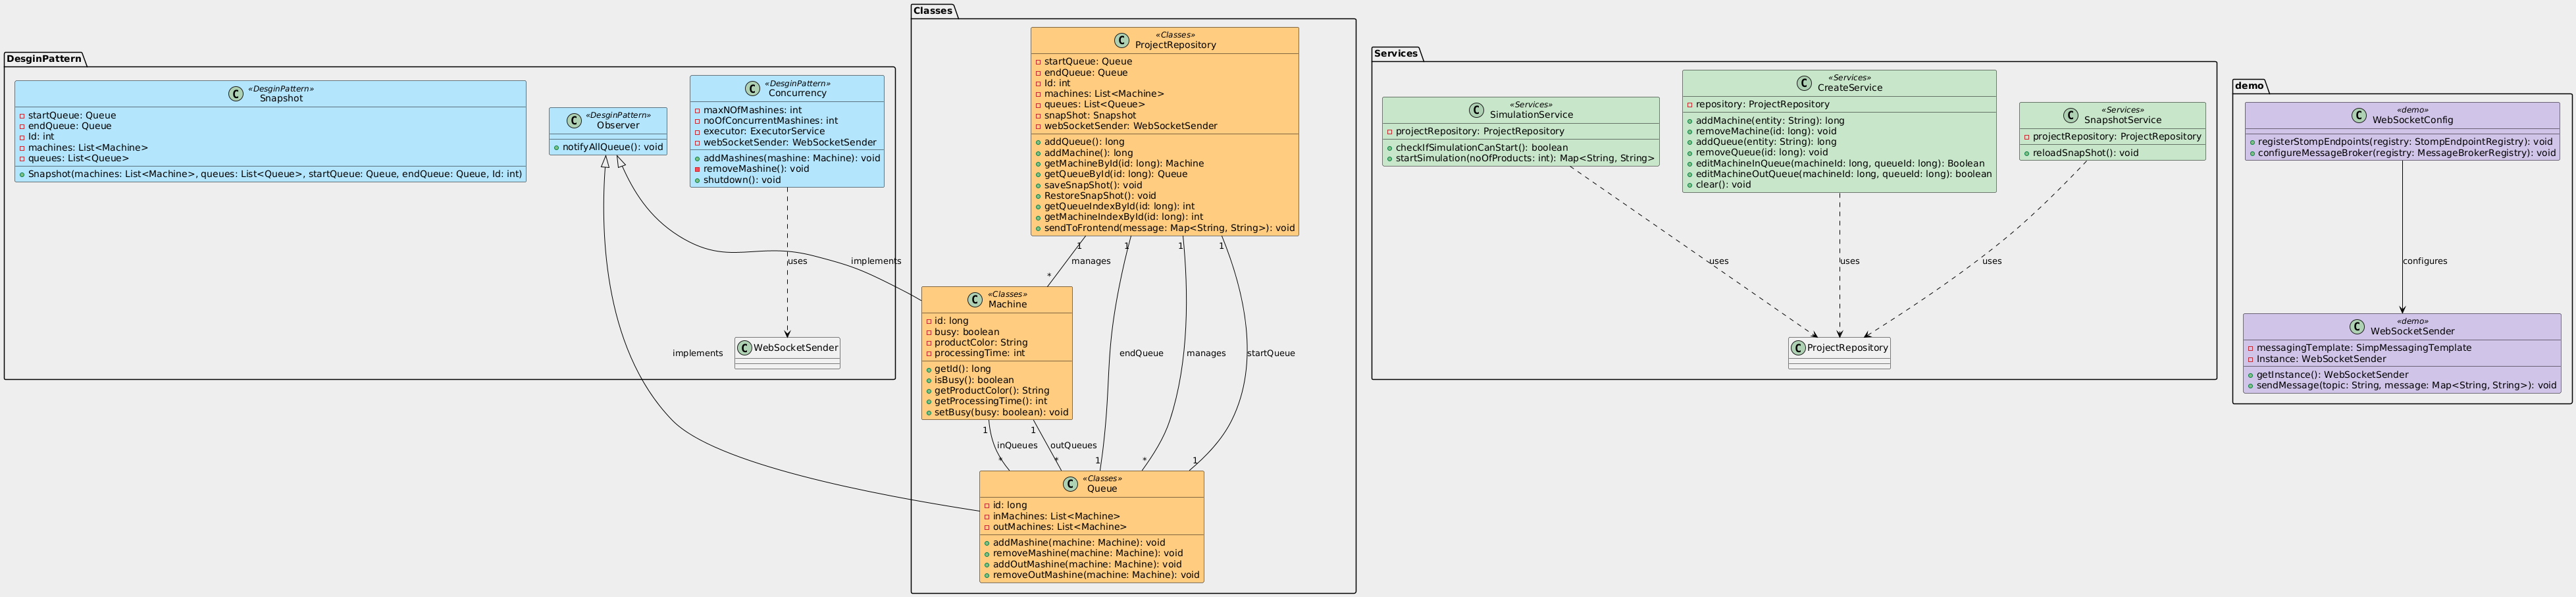 DesginPattern
C
«DesginPattern»
Snapshot
startQueue: Queue
endQueue: Queue
Id: int
machines: List<Machine>
queues: List<Queue>
Snapshot(machines: List<Machine>, queues: List<Queue>, startQueue: Queue, endQueue: Queue, Id: int)
C
«DesginPattern»
Observer
notifyAllQueue(): void
C
«DesginPattern»
Concurrency
maxNOfMashines: int
noOfConcurrentMashines: int
executor: ExecutorService
webSocketSender: WebSocketSender
addMashines(mashine: Machine): void
removeMashine(): void
shutdown(): void
uses
implements
implements
C WebSocketSender
Classes
C
«Classes»
ProjectRepository
startQueue: Queue
endQueue: Queue
Id: int
machines: List<Machine>
queues: List<Queue>
snapShot: Snapshot
webSocketSender: WebSocketSender
addQueue(): long
addMachine(): long
getMachineById(id: long): Machine
getQueueById(id: long): Queue
saveSnapShot(): void
RestoreSnapShot(): void
getQueueIndexById(id: long): int
getMachineIndexById(id: long): int
sendToFrontend(message: Map<String, String>): void
1 1 1 1
manages
*
C
«Classes»
Machine
id: long
busy: boolean
productColor: String
processingTime: int
getId(): long
isBusy(): boolean
getProductColor(): String
getProcessingTime(): int
setBusy(busy: boolean): void
endQueue manages startQueue
1 1
inQueues outQueues
* * 1 * 1
C
«Classes»
Queue
id: long
inMachines: List<Machine>
outMachines: List<Machine>
addMashine(machine: Machine): void
removeMashine(machine: Machine): void
addOutMashine(machine: Machine): void
removeOutMashine(machine: Machine): void
Services
C
«Services»
SimulationService
projectRepository: ProjectRepository
checkIfSimulationCanStart(): boolean
startSimulation(noOfProducts: int): Map<String, String>
C
«Services»
CreateService
repository: ProjectRepository
addMachine(entity: String): long
removeMachine(id: long): void
addQueue(entity: String): long
removeQueue(id: long): void
editMachineInQueue(machineId: long, queueId: long): Boolean
editMachineOutQueue(machineId: long, queueId: long): boolean
clear(): void
C
«Services»
SnapshotService
projectRepository: ProjectRepository
reloadSnapShot(): void
uses uses uses
C ProjectRepository
demo
C
«demo»
WebSocketConfig
registerStompEndpoints(registry: StompEndpointRegistry): void
configureMessageBroker(registry: MessageBrokerRegistry): void
configures
C
«demo»
WebSocketSender
messagingTemplate: SimpMessagingTemplate
Instance: WebSocketSender
getInstance(): WebSocketSender
sendMessage(topic: String, message: Map<String, String>): void